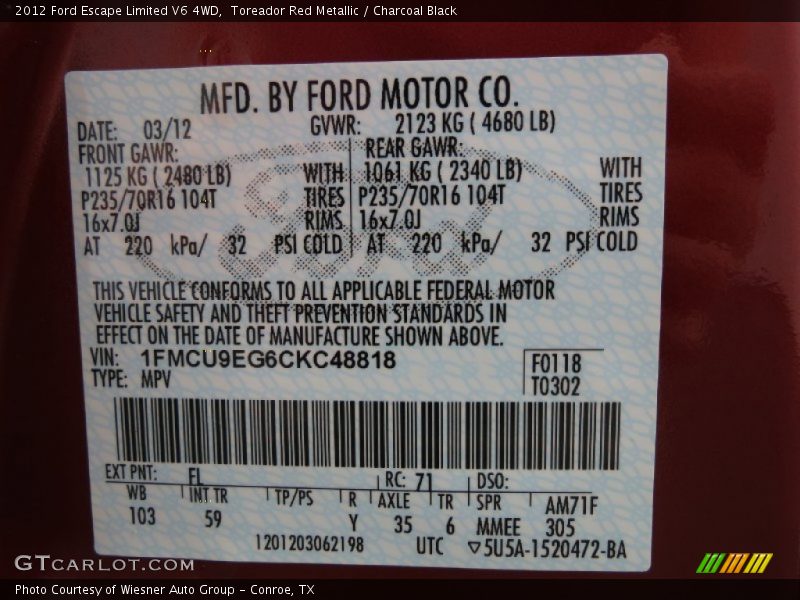 2012 Ford Escape Limited V6 4WD, Toreador Red Metallic / Charcoal Black
MFD. BY FORD MOTOR CO.
DATE: 03/12 GVWR: 2123 KG ( 4680 LB)
FRONT GAWR: REAR GAWR:
1125 KG ( 2480 LB) WITH 1061 KG ( 2340 LB) WITH
P235/70R16 104T TIRES P235/70R16 104T TIRES
16x7.0J RIMS 16x7.0J RIMS
AT 220 kPa/ 32 PSI COLD AT 220 kPa/ 32 PSI COLD
THIS VEHICLE CONFORMS TO ALL APPLICABLE FEDERAL MOTOR
VEHICLE SAFETY AND THEFT PREVENTION STANDARDS IN
EFFECT ON THE DATE OF MANUFACTURE SHOWN ABOVE.
VIN: 1FMCU9EG6CKC48818 F0118
TYPE: MPV T0302
EXT PNT: FL RC: 71 DSO:
WB INT TR TP/PS R AXLE TR SPR AM71F
103 59 Y 35 6 MMEE 305
1201203062198 UTC ▽5U5A-1520472-BA
GTCARLOT.COM
Photo Courtesy of Wiesner Auto Group - Conroe, TX